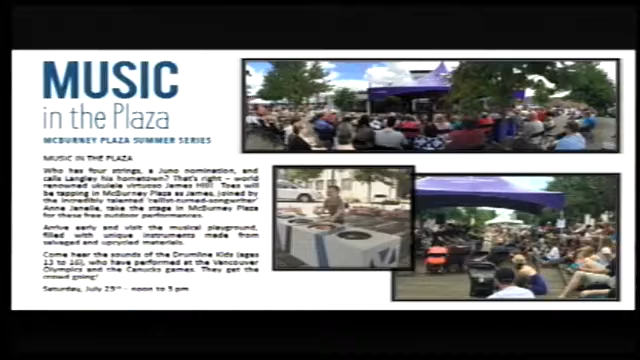 MUSIC
in the Plaza
MCBURNEY PLAZA SUMMER SERIES
MUSIC IN THE PLAZA
Who has four strings, a Juno nomination, and
calls Langley his hometown? That's right – world
renowned ukulele virtuoso James Hill! Toes will
be tapping in McBurney Plaza as James, joined by
the incredibly talented 'cellist-turned-songwriter'
Anne Janelle, take the stage in McBurney Plaza
for these free outdoor performances.
Arrive early and visit the musical playground,
filled with unique instruments made from
salvaged and upcycled materials.
Come hear the sounds of the Drumline Kids (ages
13 to 16), who have performed at the Vancouver
Olympics and the Canucks games. They get the
crowd going!
Saturday, July 25th - noon to 3 pm